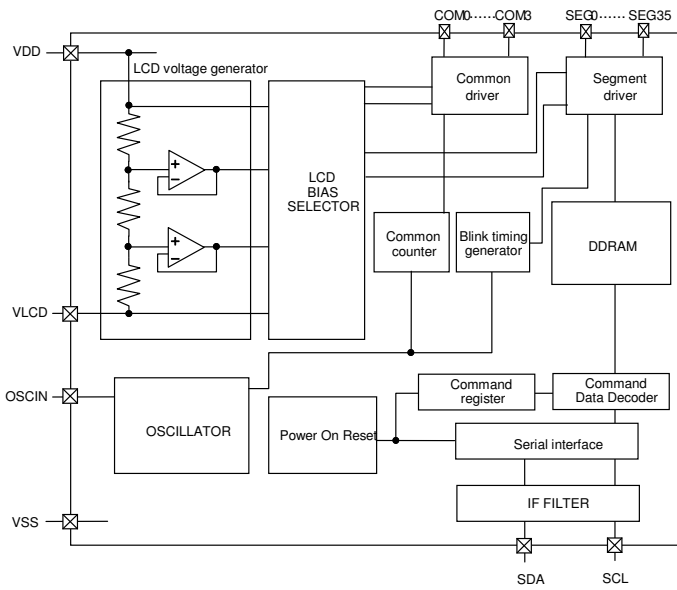 COM0……COM3
SEG0…… SEG35
VDD
LCD voltage generator
Common
driver
Segment
driver
+
−
LCD
BIAS
SELECTOR
+
−
Common
counter
Blink timing
generator
DDRAM
VLCD
OSCIN
OSCILLATOR
Power On Reset
Command
register
Command
Data Decoder
Serial interface
IF FILTER
VSS
SDA
SCL